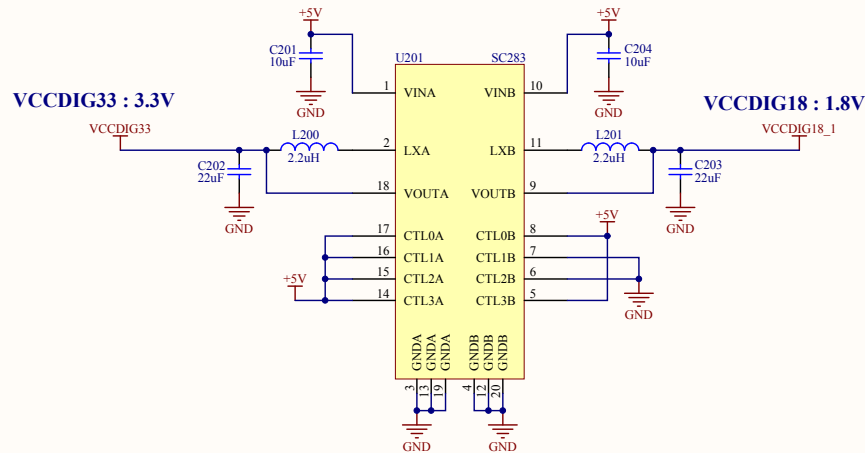 +5V
+5V
C201
10uF
U201
SC283
C204
10uF
GND
1
VINA
VINB
10
GND
VCCDIG33 : 3.3V
VCCDIG18 : 1.8V
VCCDIG33
L200
2.2uH
2
LXA
LXB
11
L201
2.2uH
VCCDIG18_1
C202
22uF
18
VOUTA
VOUTB
9
C203
22uF
GND
GND
+5V
17
CTL0A
CTL0B
8
16
CTL1A
CTL1B
7
15
CTL2A
CTL2B
6
+5V
14
CTL3A
CTL3B
5
GND
GNDA
GNDA
GNDA
GNDB
GNDB
GNDB
3
13
19
4
12
20
GND
GND